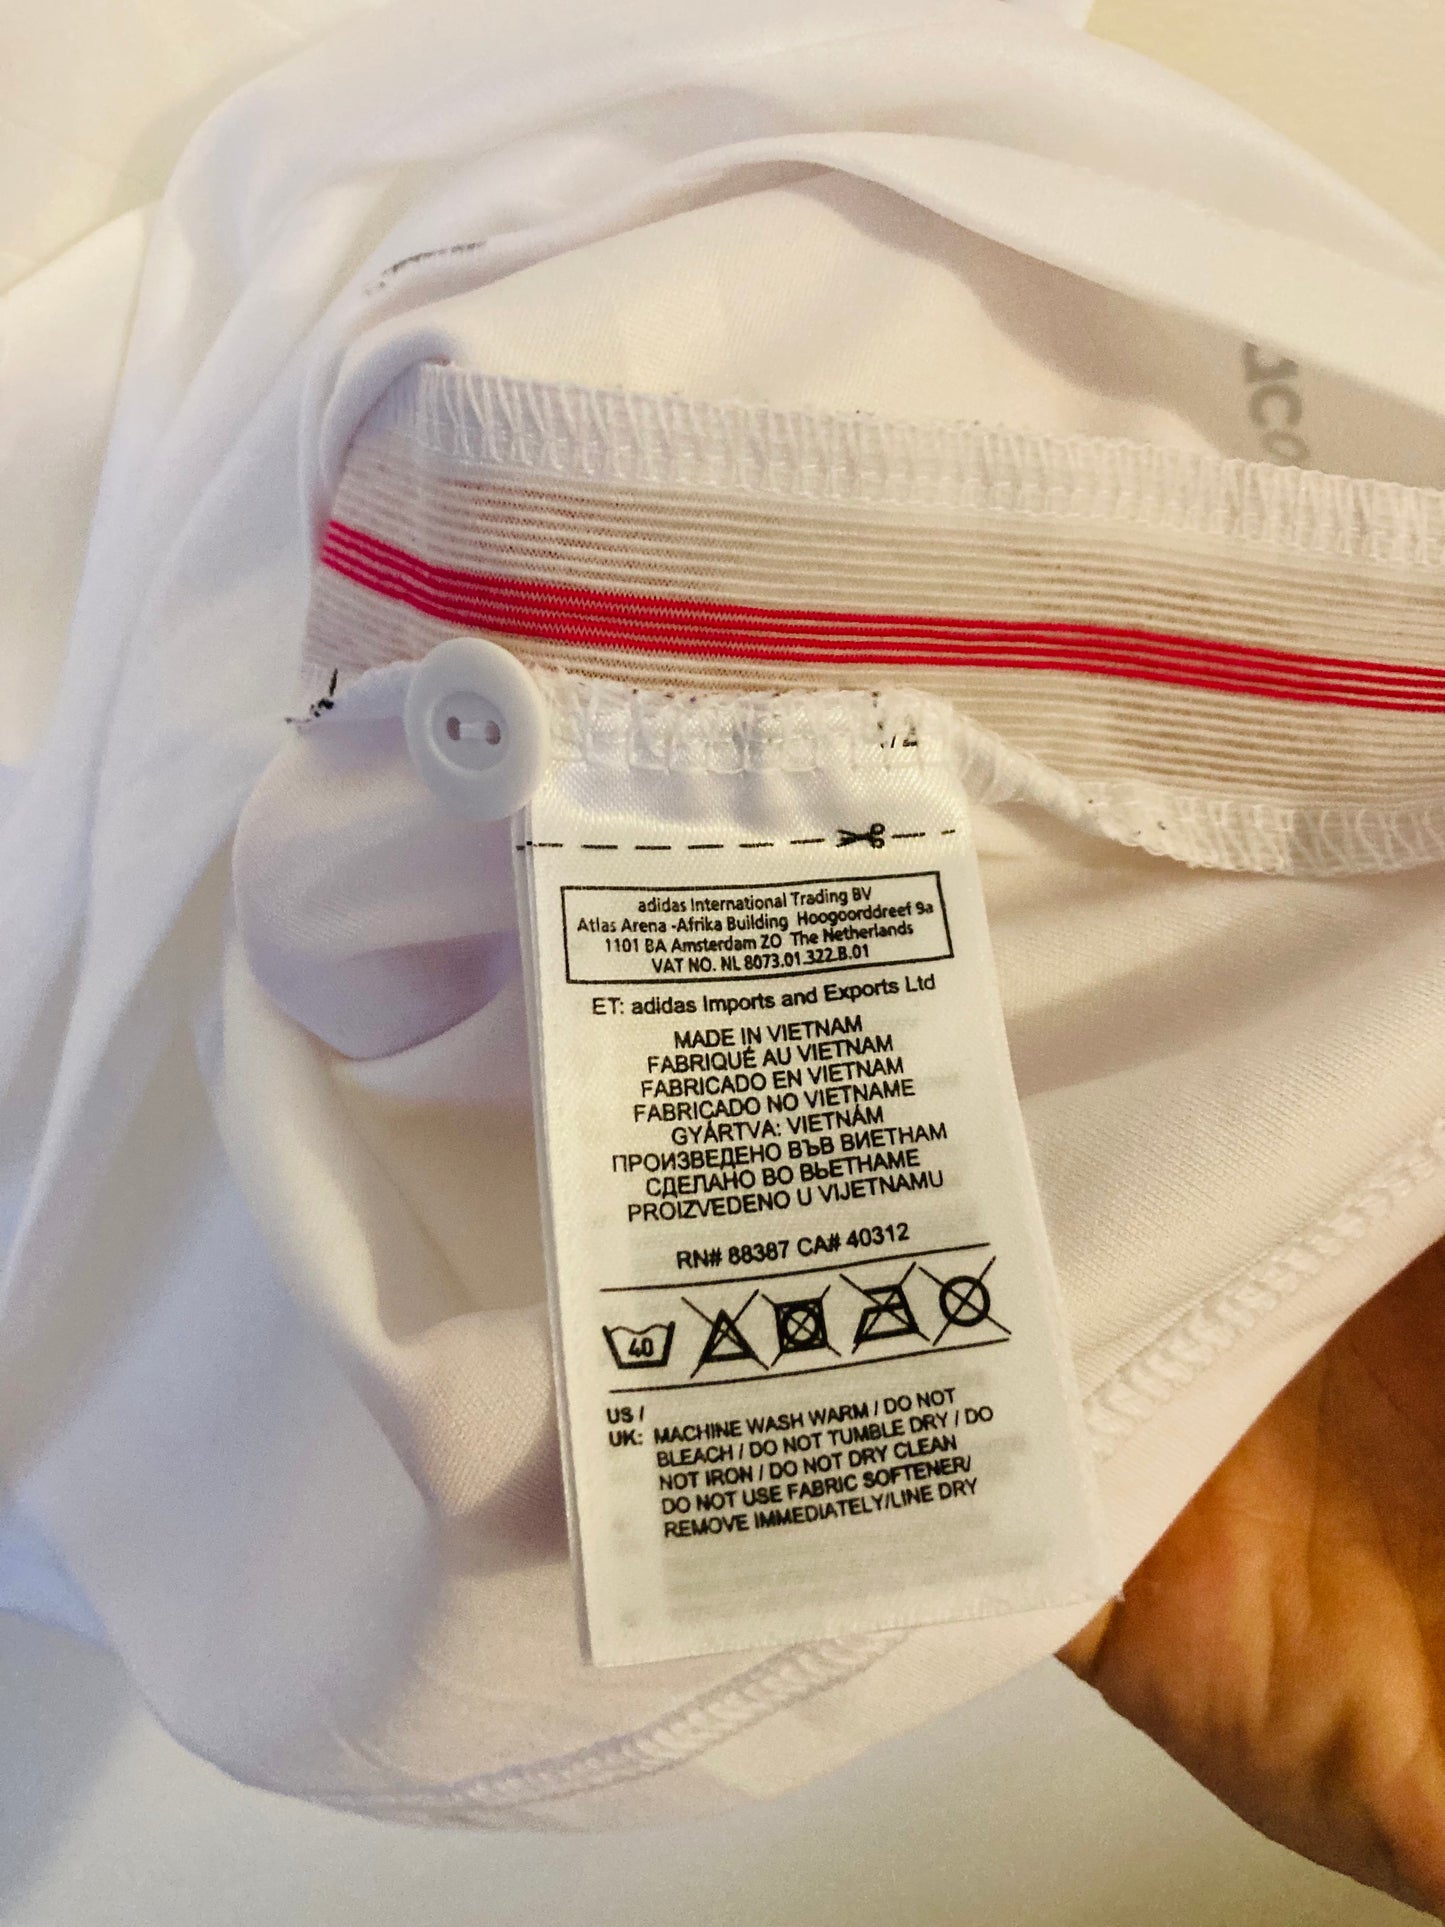 adidas International Trading BV
Atlas Arena -Afrika Building Hoogoorddreef 9a
1101 BA Amsterdam ZO The Netherlands
VAT NO. NL 8073.01.322.B.01
ET: adidas Imports and Exports Ltd
MADE IN VIETNAM
FABRIQUÉ AU VIETNAM
FABRICADO EN VIETNAM
FABRICADO NO VIETNAME
GYÁRTVA: VIETNÁM
ПРОИЗВЕДЕНО ВЪВ ВИЕТНАМ
СДЕЛАНО ВО ВЬЕТНАМЕ
PROIZVEDENO U VIJETNAMU
RN# 88387 CA# 40312
40
US /
UK: MACHINE WASH WARM / DO NOT
BLEACH / DO NOT TUMBLE DRY / DO
NOT IRON / DO NOT DRY CLEAN
DO NOT USE FABRIC SOFTENER/
REMOVE IMMEDIATELY/LINE DRY